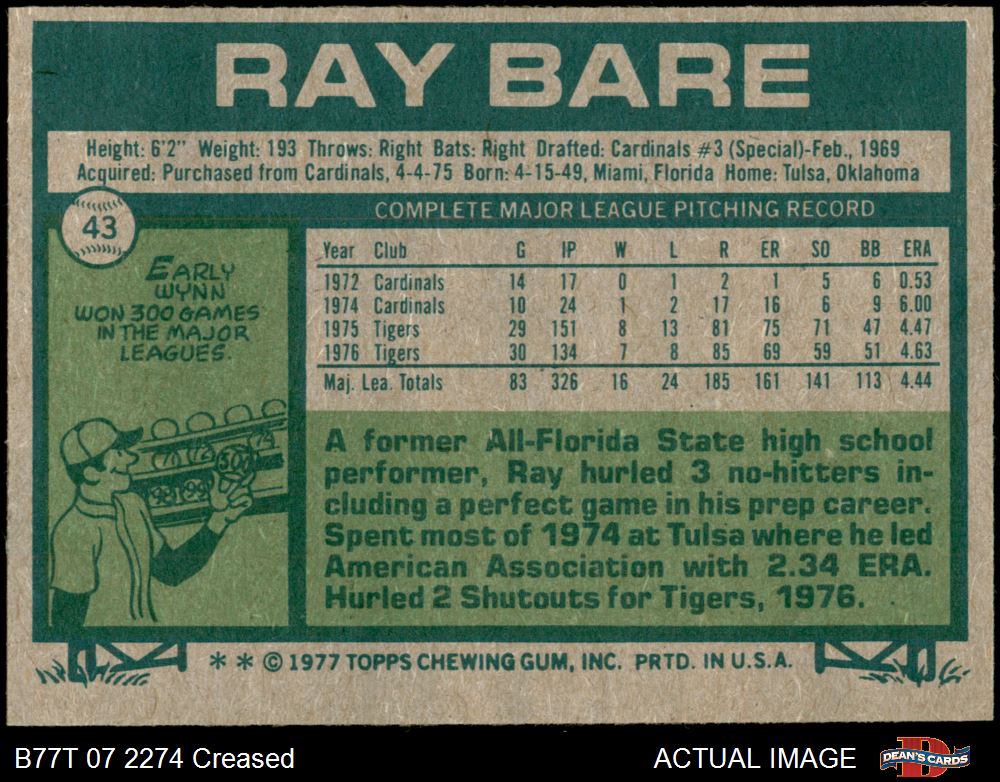 RAY BARE
Height: 6'2" Weight: 193 Throws: Right Bats: Right Drafted: Cardinals #3 (Special)-Feb., 1969
Acquired: Purchased from Cardinals, 4-4-75 Born: 4-15-49, Miami, Florida Home: Tulsa, Oklahoma
43
EARLY
WYNN
WON 300 GAMES
IN THE MAJOR
LEAGUES.
300
COMPLETE MAJOR LEAGUE PITCHING RECORD
Year Club G IP W L R ER SO BB ERA
1972 Cardinals 14 17 0 1 2 1 5 6 0.53
1974 Cardinals 10 24 1 2 17 16 6 9 6.00
1975 Tigers 29 151 8 13 81 75 71 47 4.47
1976 Tigers 30 134 7 8 85 69 59 51 4.63
Maj. Lea. Totals 83 326 16 24 185 161 141 113 4.44
A former All-Florida State high school
performer, Ray hurled 3 no-hitters in-
cluding a perfect game in his prep career.
Spent most of 1974 at Tulsa where he led
American Association with 2.34 ERA.
Hurled 2 Shutouts for Tigers, 1976.
* * © 1977 TOPPS CHEWING GUM, INC. PRTD. IN U.S.A.
B77T 07 2274 Creased ACTUAL IMAGE
D
DEAN'S CARDS